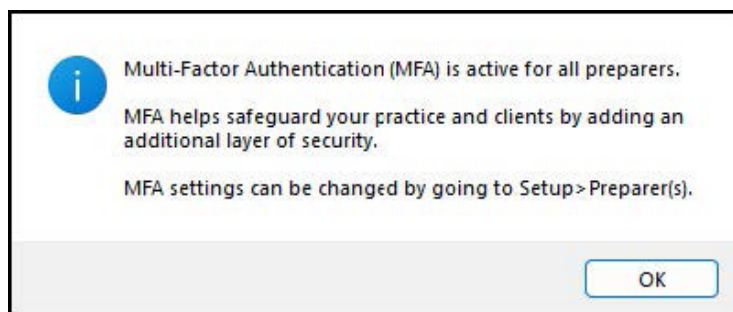 Multi-Factor Authentication (MFA) is active for all preparers.
MFA helps safeguard your practice and clients by adding an
additional layer of security.
MFA settings can be changed by going to Setup>Preparer(s).
OK